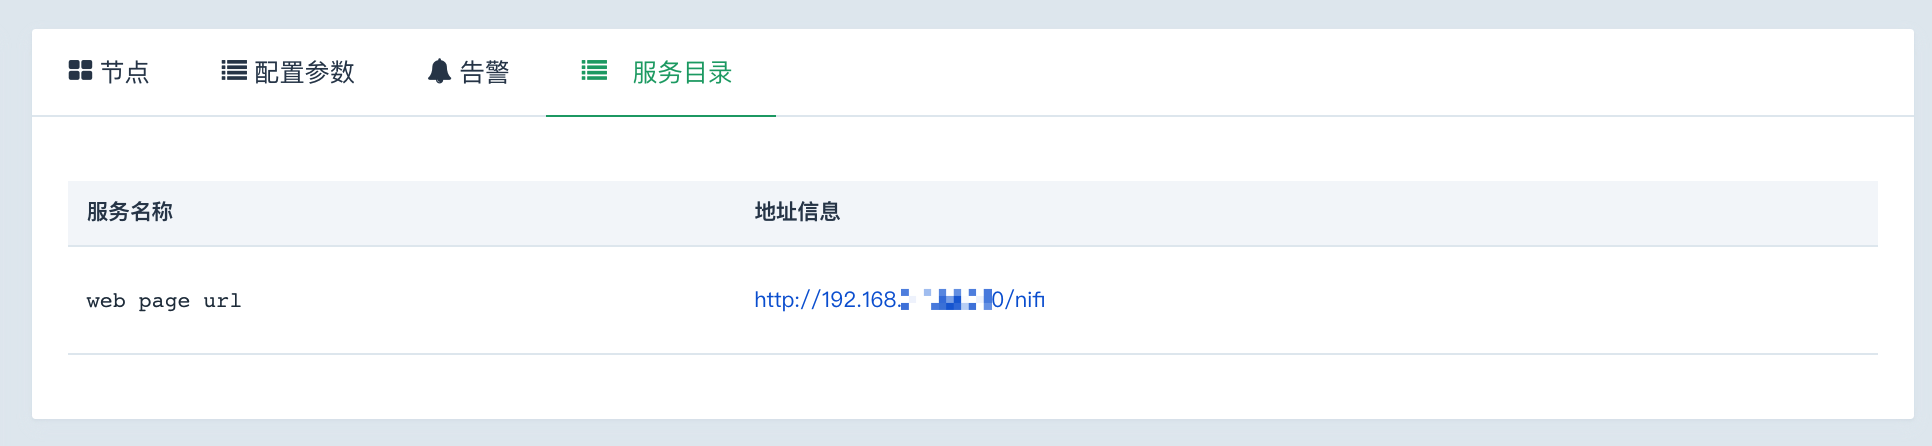 节点 配置参数 告警 服务目录
服务名称 地址信息
web page url http://192.168. 0/nifi